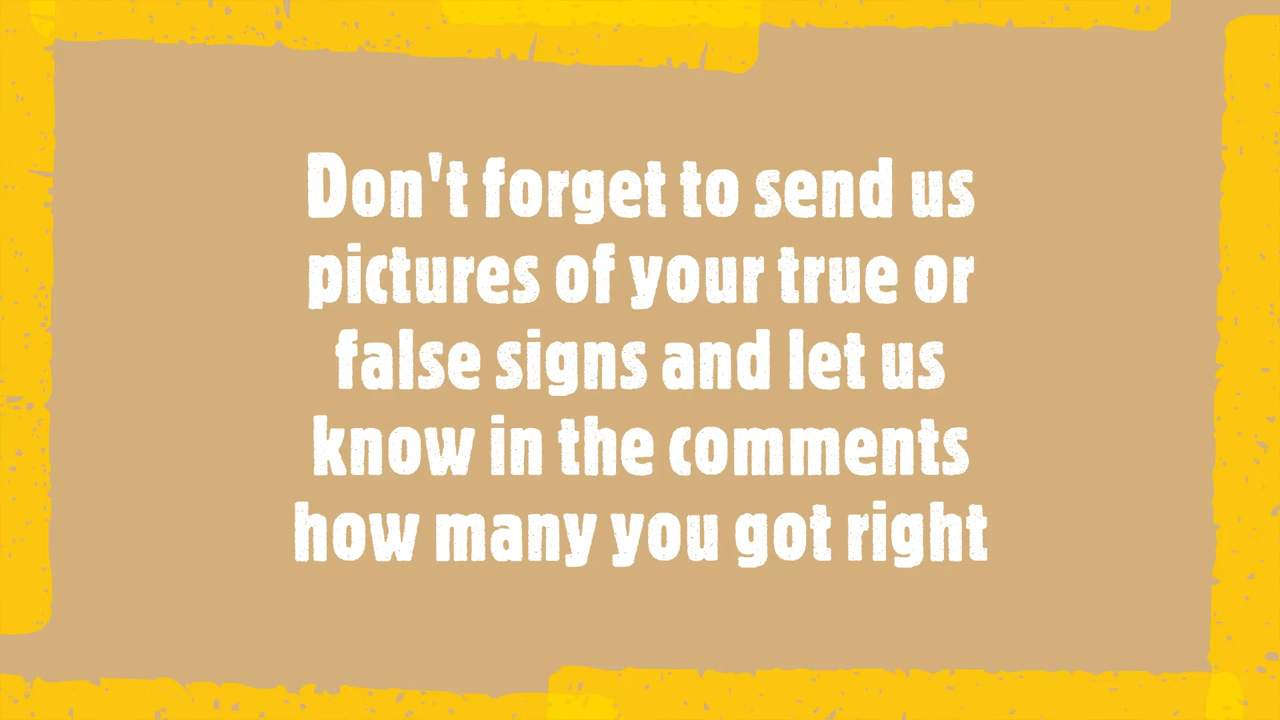 Don't forget to send us
pictures of your true or
false signs and let us
know in the comments
how many you got right